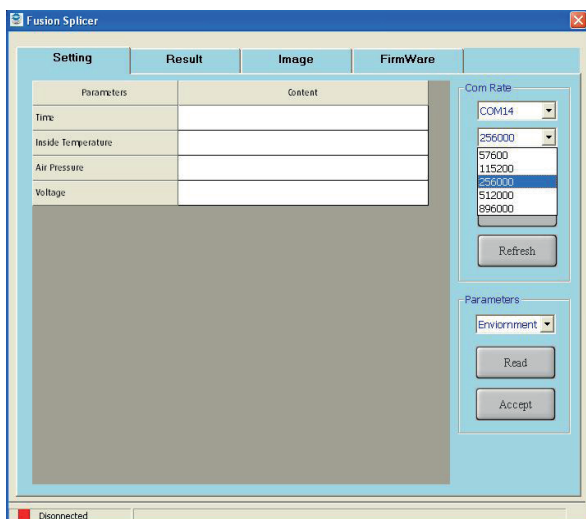 Fusion Splicer
Setting Result Image FirmWare
Parameters Content
Time
Inside Temperature
Air Pressure
Voltage
Com Rate
COM14
256000
57600
115200
256000
512000
896000
Refresh
Parameters
Enviornment
Read
Accept
Disonnected